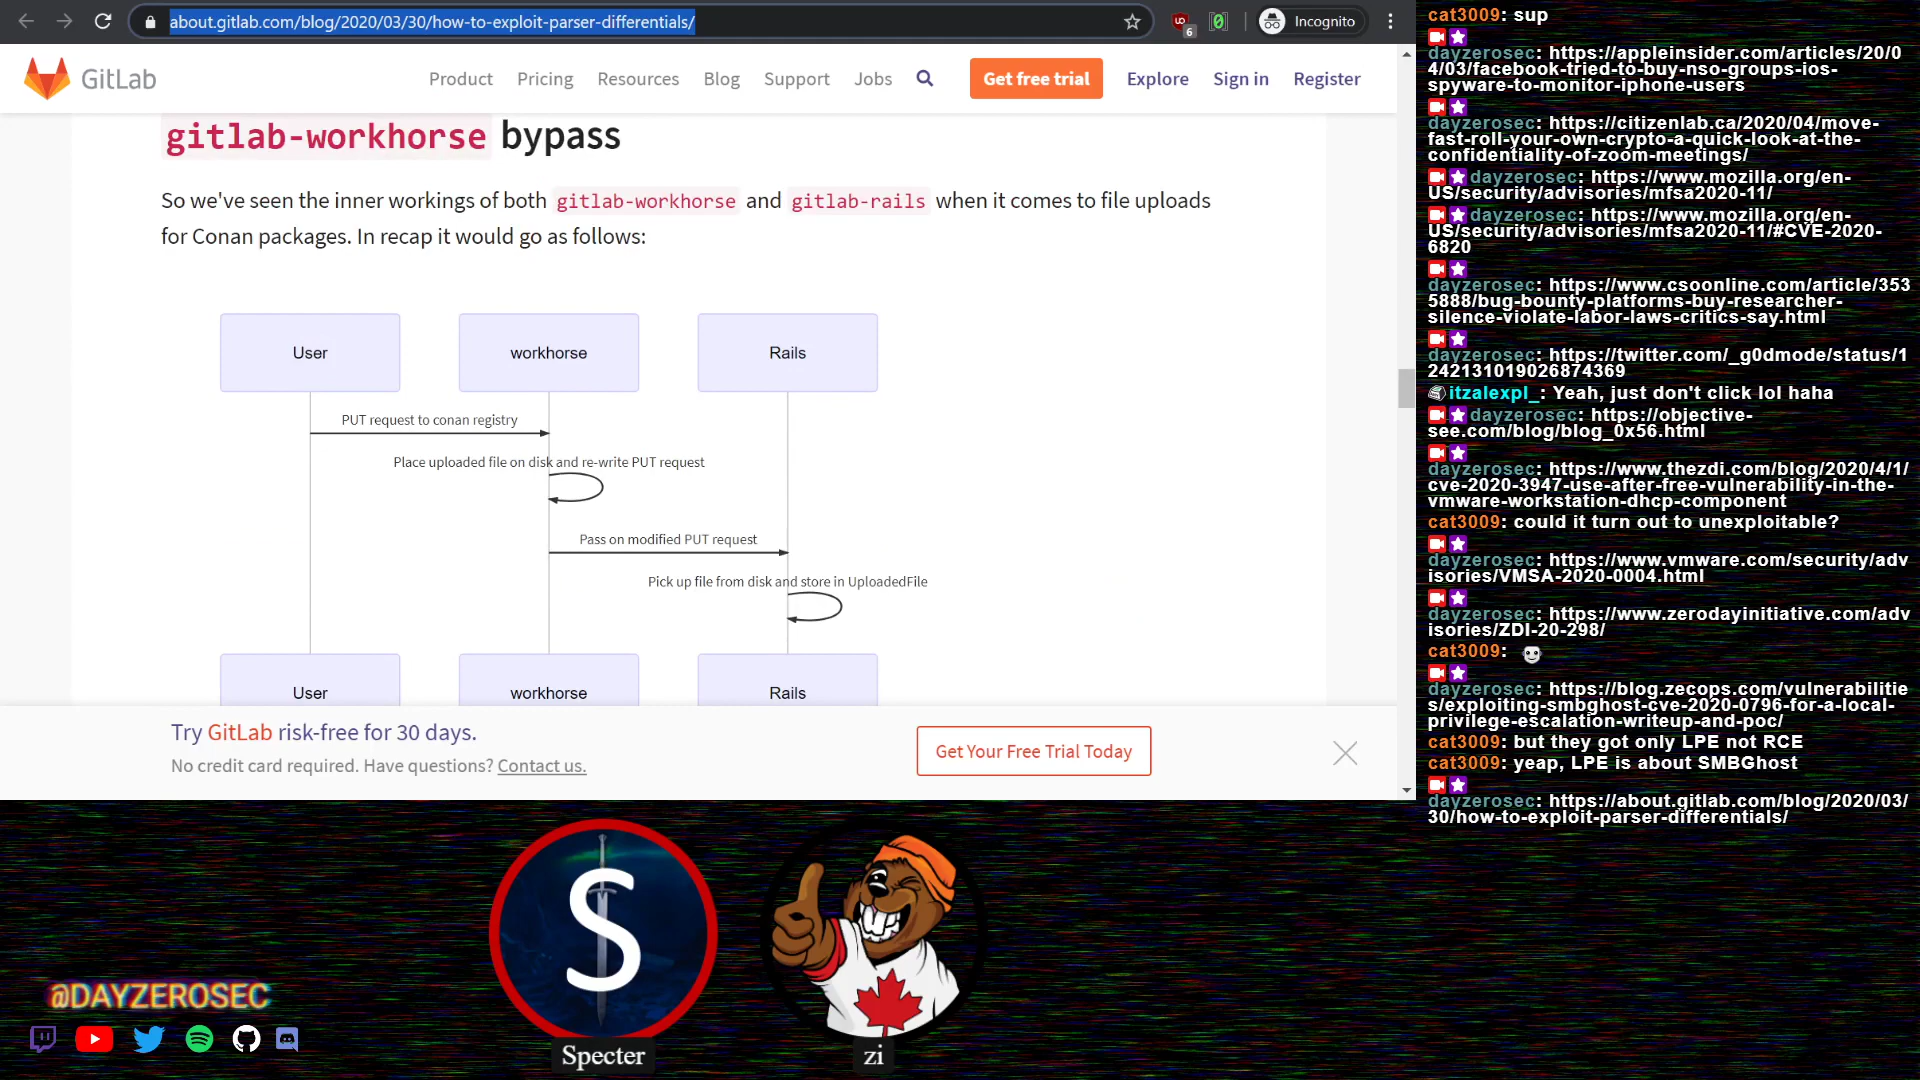 about.gitlab.com/blog/2020/03/30/how-to-exploit-parser-differentials/
6
Incognito
GitLab
Product
Pricing
Resources
Blog
Support
Jobs
Get free trial
Explore
Sign in
Register
gitlab-workhorse bypass
So we've seen the inner workings of both gitlab-workhorse and gitlab-rails when it comes to file uploads
for Conan packages. In recap it would go as follows:
User
workhorse
Rails
PUT request to conan registry
Place uploaded file on disk and re-write PUT request
Pass on modified PUT request
Pick up file from disk and store in UploadedFile
User
workhorse
Rails
Try GitLab risk-free for 30 days.
No credit card required. Have questions? Contact us.
Get Your Free Trial Today
cat3009: sup
dayzerosec: https://appleinsider.com/articles/20/0
4/03/facebook-tried-to-buy-nso-groups-ios-
spyware-to-monitor-iphone-users
dayzerosec: https://citizenlab.ca/2020/04/move-
fast-roll-your-own-crypto-a-quick-look-at-the-
confidentiality-of-zoom-meetings/
dayzerosec: https://www.mozilla.org/en-
US/security/advisories/mfsa2020-11/
dayzerosec: https://www.mozilla.org/en-
US/security/advisories/mfsa2020-11/#CVE-2020-
6820
dayzerosec: https://www.csoonline.com/article/353
5888/bug-bounty-platforms-buy-researcher-
silence-violate-labor-laws-critics-say.html
dayzerosec: https://twitter.com/_g0dmode/status/1
242131019026874369
itzalexpl_: Yeah, just don't click lol haha
dayzerosec: https://objective-
see.com/blog/blog_0x56.html
dayzerosec: https://www.thezdi.com/blog/2020/4/1/
cve-2020-3947-use-after-free-vulnerability-in-the-
vmware-workstation-dhcp-component
cat3009: could it turn out to unexploitable?
dayzerosec: https://www.vmware.com/security/adv
isories/VMSA-2020-0004.html
dayzerosec: https://www.zerodayinitiative.com/adv
isories/ZDI-20-298/
cat3009:
dayzerosec: https://blog.zecops.com/vulnerabilitie
s/exploiting-smbghost-cve-2020-0796-for-a-local-
privilege-escalation-writeup-and-poc/
cat3009: but they got only LPE not RCE
cat3009: yeap, LPE is about SMBGhost
dayzerosec: https://about.gitlab.com/blog/2020/03/
30/how-to-exploit-parser-differentials/
@DAYZEROSEC
S
Specter
zi